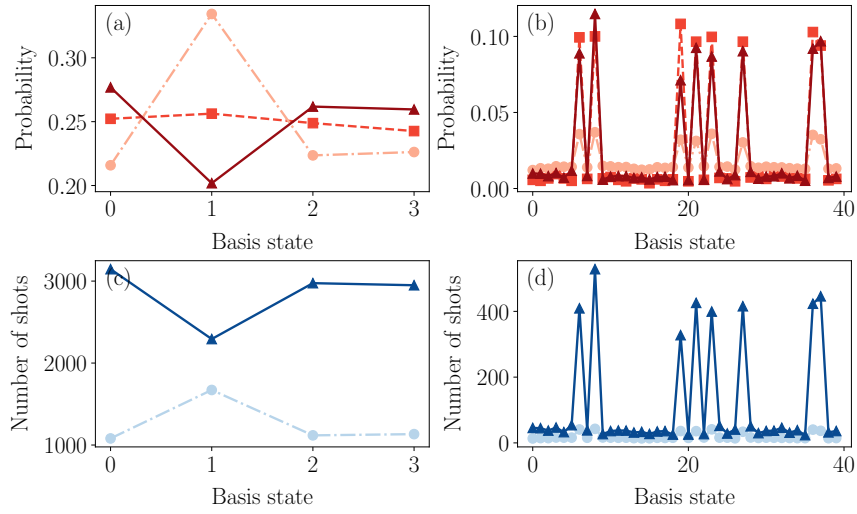 (a)
Probability
0.30
0.25
0.20
0 1 2 3
Basis state
(b)
Probability
0.10
0.05
0.00
0 20 40
Basis state
(c)
Number of shots
3000
2000
1000
0 1 2 3
Basis state
(d)
Number of shots
400
200
0
0 20 40
Basis state